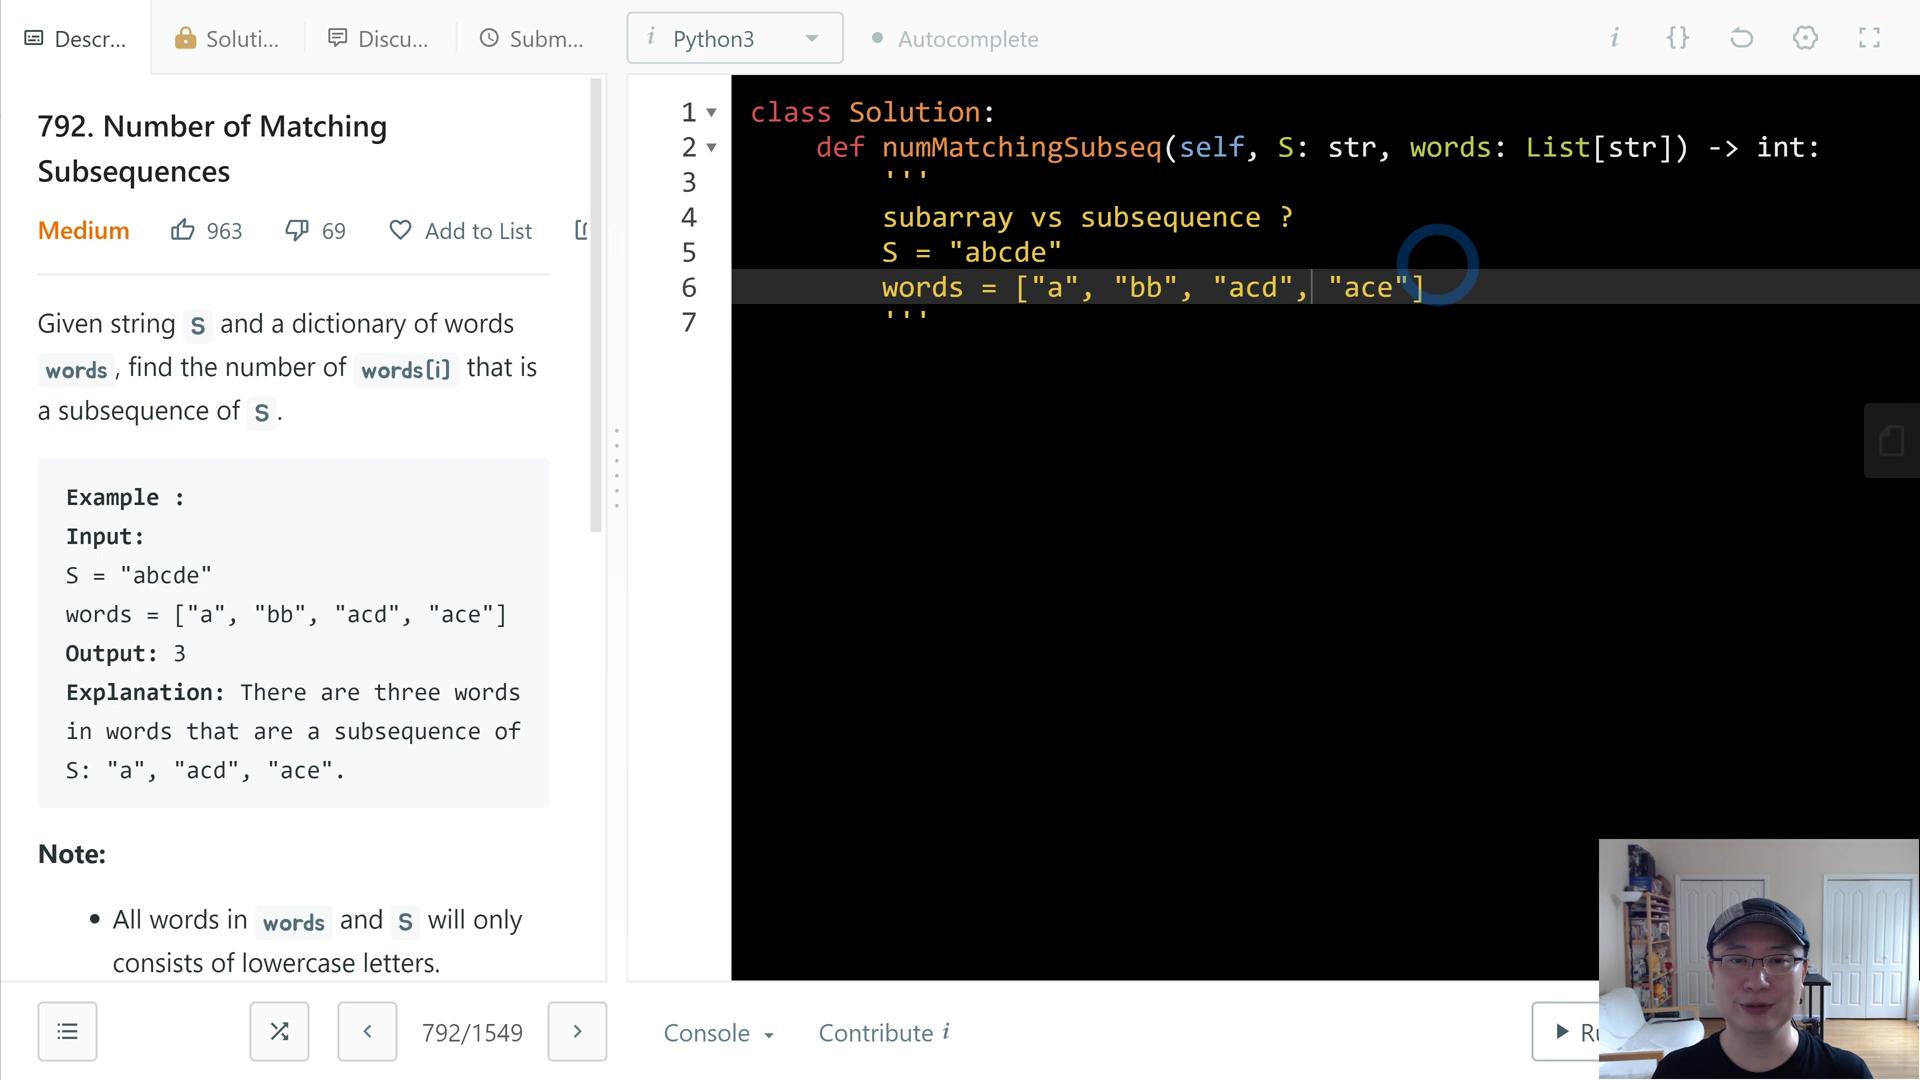 Descr...
Soluti...
Discu...
Subm...
i Python3
Autocomplete
i {}
792. Number of Matching
Subsequences
Medium
963
69
Add to List
Given string S and a dictionary of words
words , find the number of words[i] that is
a subsequence of S .
Example :
Input:
S = "abcde"
words = ["a", "bb", "acd", "ace"]
Output: 3
Explanation: There are three words
in words that are a subsequence of
S: "a", "acd", "ace".
Note:
• All words in words and S will only
consists of lowercase letters.
1 class Solution:
2 def numMatchingSubseq(self, S: str, words: List[str]) -> int:
3 '''
4 subarray vs subsequence ?
5 S = "abcde"
6 words = ["a", "bb", "acd", "ace"]
7 '''
792/1549
Console
Contribute i